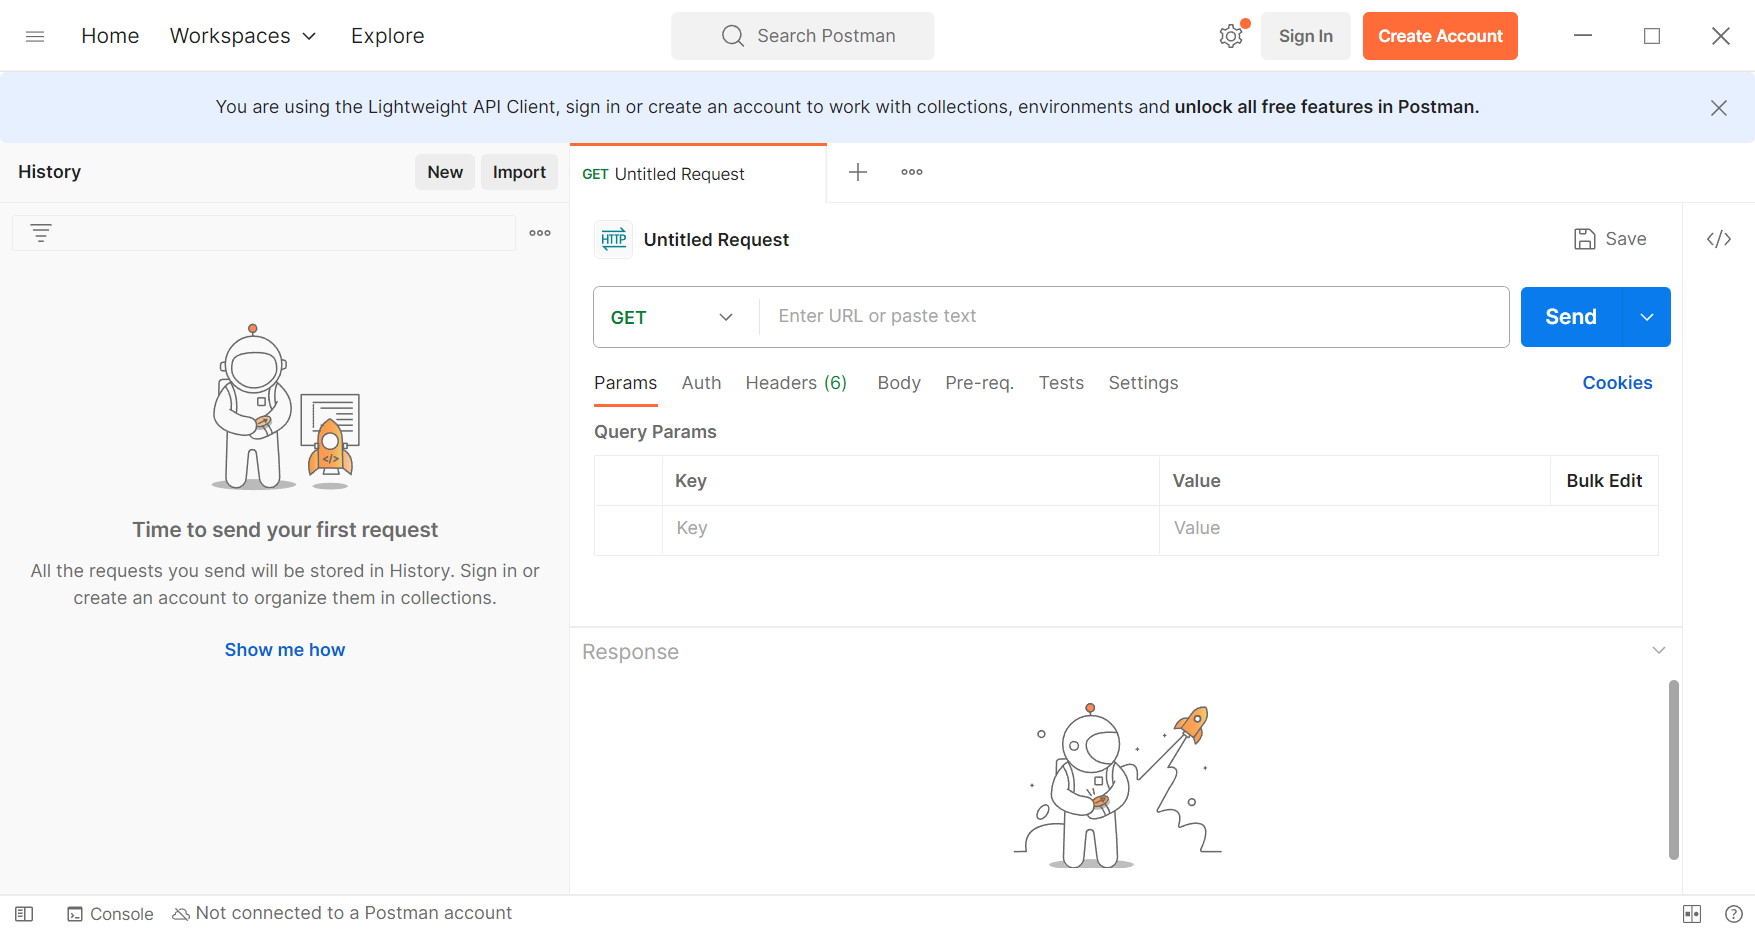 Home Workspaces Explore Search Postman Sign In Create Account
You are using the Lightweight API Client, sign in or create an account to work with collections, environments and unlock all free features in Postman.
History New Import
GET Untitled Request
HTTP Untitled Request Save </>
GET Enter URL or paste text Send
Params Auth Headers (6) Body Pre-req. Tests Settings Cookies
Query Params
Key Value Bulk Edit
Key Value
</>
Time to send your first request
All the requests you send will be stored in History. Sign in or
create an account to organize them in collections.
Show me how
Response
Console Not connected to a Postman account